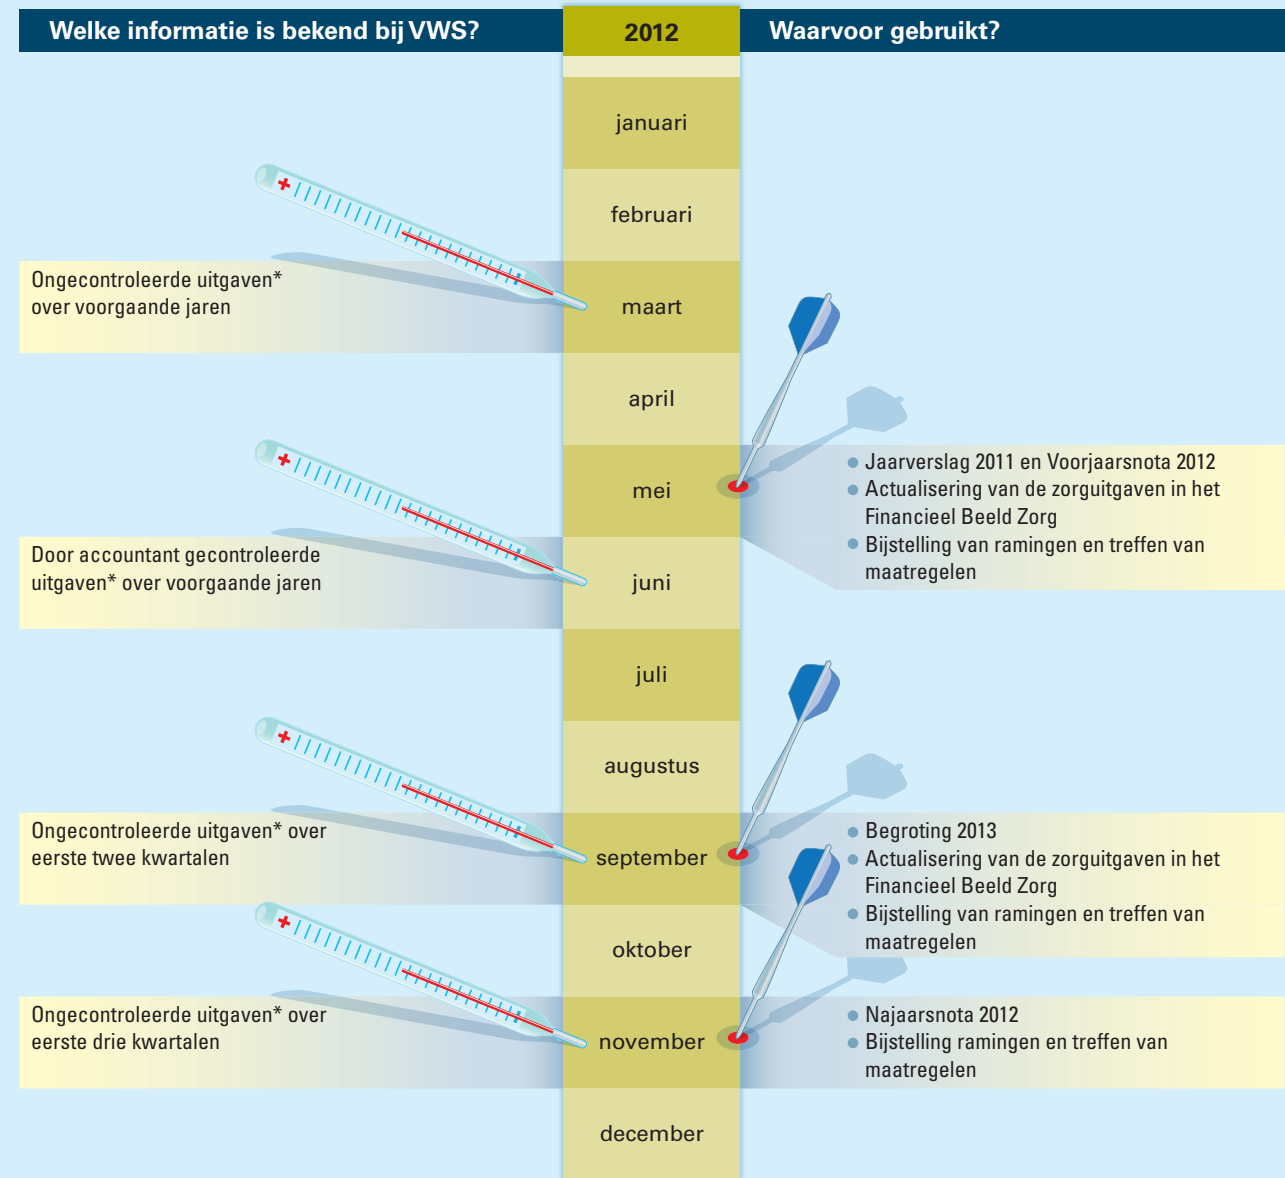 Welke informatie is bekend bij VWS?
2012
Waarvoor gebruikt?
januari
februari
Ongecontroleerde uitgaven*
over voorgaande jaren
maart
april
mei
Jaarverslag 2011 en Voorjaarsnota 2012
Actualisering van de zorguitgaven in het
Financieel Beeld Zorg
Bijstelling van ramingen en treffen van
maatregelen
Door accountant gecontroleerde
uitgaven* over voorgaande jaren
juni
juli
augustus
Ongecontroleerde uitgaven* over
eerste twee kwartalen
september
Begroting 2013
Actualisering van de zorguitgaven in het
Financieel Beeld Zorg
Bijstelling van ramingen en treffen van
maatregelen
oktober
Ongecontroleerde uitgaven* over
eerste drie kwartalen
november
Najaarsnota 2012
Bijstelling ramingen en treffen van
maatregelen
december